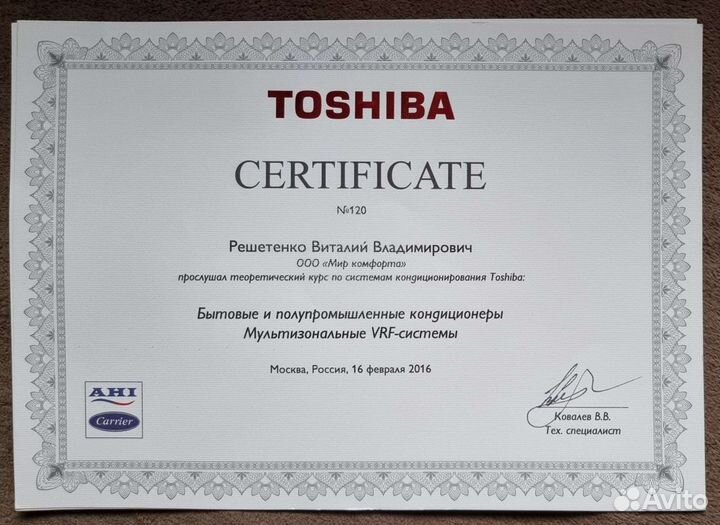 TOSHIBA
CERTIFICATE
№120
Решетенко Виталий Владимирович
ООО «Мир комфорта»
прослушал теоретический курс по системам кондиционирования Toshiba:
Бытовые и полупромышленные кондиционеры
Мультизональные VRF-системы
Москва, Россия, 16 февраля 2016
AHI
Carrier
Ковалев В.В.
Тех. специалист
Avito